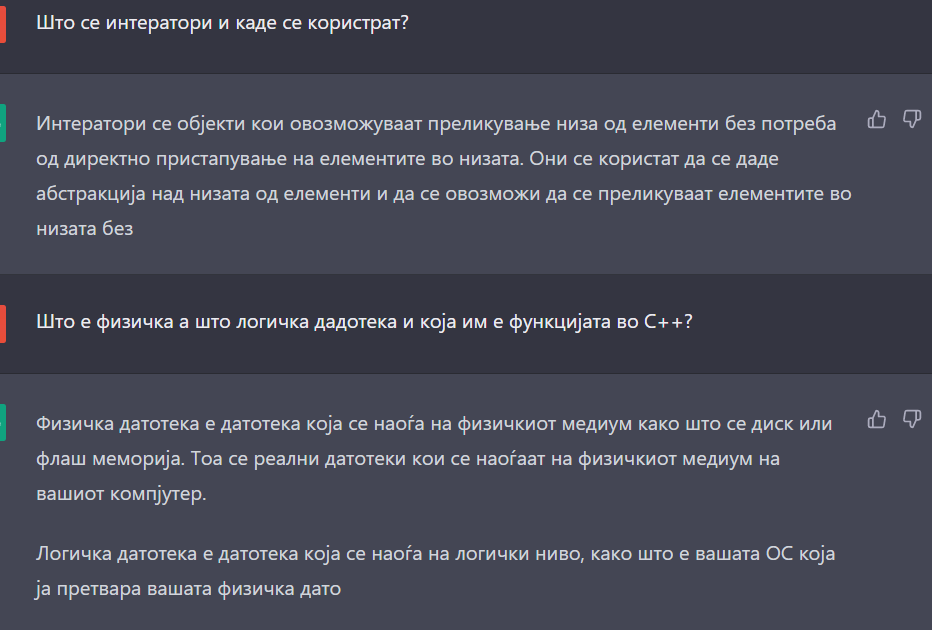 Што се интератори и каде се користрат?
Интератори се објекти кои овозможуваат преликување низа од елементи без потреба
од директно пристапување на елементите во низата. Они се користат да се даде
абстракција над низата од елементи и да се овозможи да се преликуваат елементите во
низата без
Што е физичка а што логичка дадотека и која им е функцијата во C++?
Физичка датотека е датотека која се наоѓа на физичкиот медиум како што се диск или
флаш меморија. Тоа се реални датотеки кои се наоѓаат на физичкиот медиум на
вашиот компјутер.
Логичка датотека е датотека која се наоѓа на логички ниво, како што е вашата ОС која
ја претвара вашата физичка дато